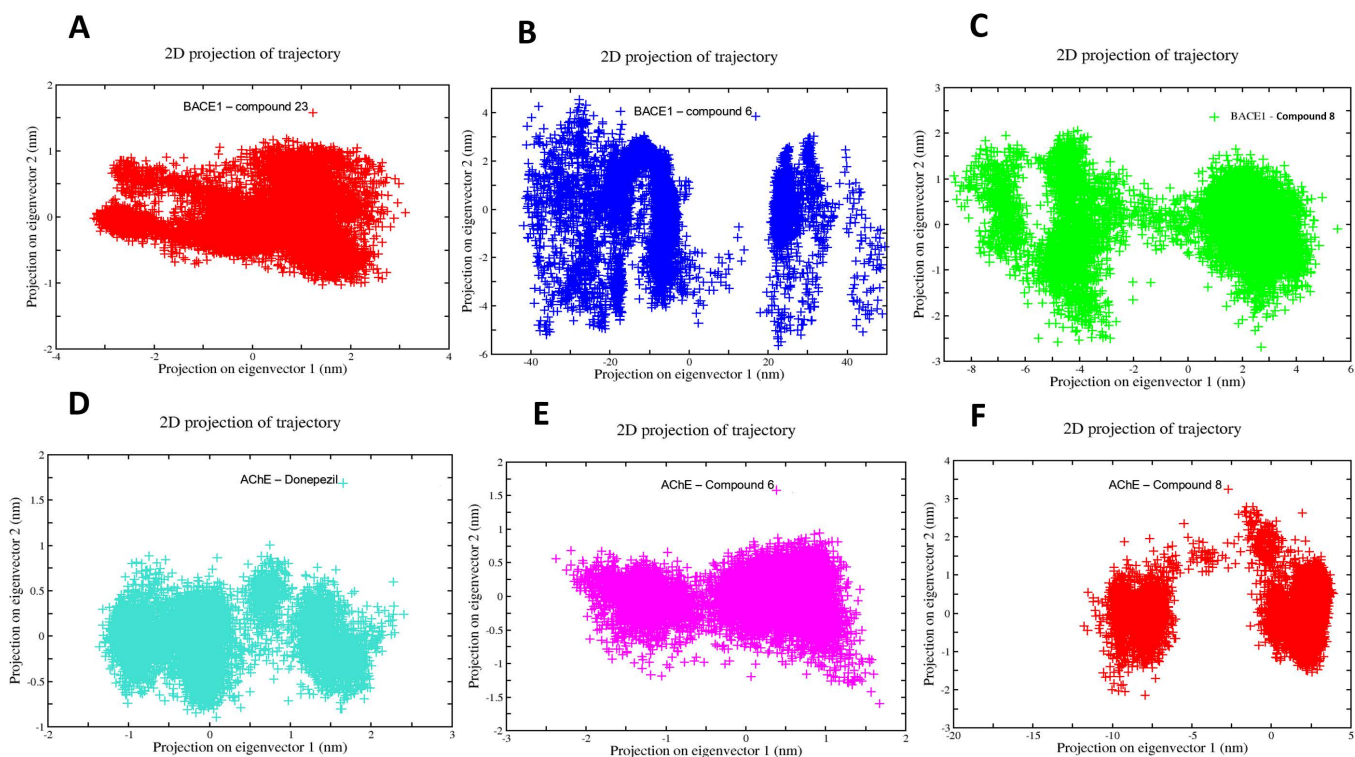 A
2D projection of trajectory
BACE1 – compound 23
Projection on eigenvector 2 (nm)
2
1
0
-1
-2
-4
-2
0
2
4
Projection on eigenvector 1 (nm)
B
2D projection of trajectory
BACE1 – compound 6
Projection on eigenvector 2 (nm)
4
2
0
-2
-4
-6
-40
-20
0
20
40
Projection on eigenvector 1 (nm)
C
2D projection of trajectory
BACE1 - Compound 8
Projection on eigenvector 2 (nm)
3
2
1
0
-1
-2
-3
-8
-6
-4
-2
0
2
4
6
Projection on eigenvector 1 (nm)
D
2D projection of trajectory
AChE – Donepezil
Projection on eigenvector 2 (nm)
2
1.5
1
0.5
0
-0.5
-1
-2
-1
0
1
2
3
Projection on eigenvector 1 (nm)
E
2D projection of trajectory
AChE – Compound 6
Projection on eigenvector 2 (nm)
2
1.5
1
0.5
0
-0.5
-1
-1.5
-2
-3
-2
-1
0
1
2
Projection on eigenvector 1 (nm)
F
2D projection of trajectory
AChE – Compound 8
Projection on eigenvector 2 (nm)
4
3
2
1
0
-1
-2
-3
-20
-15
-10
-5
0
5
Projection on eigenvector 1 (nm)